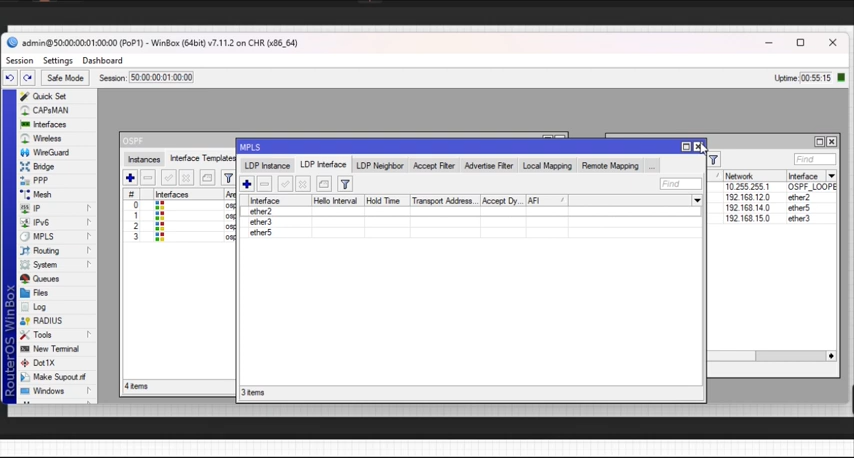 admin@50:00:00:01:00:00 (PoP1) - WinBox (64bit) v7.11.2 on CHR (x86_64)
Session Settings Dashboard
Safe Mode Session: 50:00:00:01:00:00 Uptime: 00:55:15
Quick Set
CAPsMAN
Interfaces
Wireless
WireGuard
Bridge
PPP
Mesh
IP
IPv6
MPLS
Routing
System
Queues
Files
Log
RADIUS
Tools
New Terminal
Dot1X
Make Supout.rif
Windows
RouterOS WinBox
OSPF
Instances Interface Templates
# Interfaces
0 osp
1 osp
2 osp
3 osp
4 items
MPLS
LDP Instance LDP Interface LDP Neighbor Accept Filter Advertise Filter Local Mapping Remote Mapping ...
Find
Interface Hello Interval Hold Time Transport Address... Accept Dy... AFI
ether2
ether3
ether5
3 items
Find
Network Interface
10.255.255.1 OSPF_LOOPB
192.168.12.0 ether2
192.168.14.0 ether5
192.168.15.0 ether3